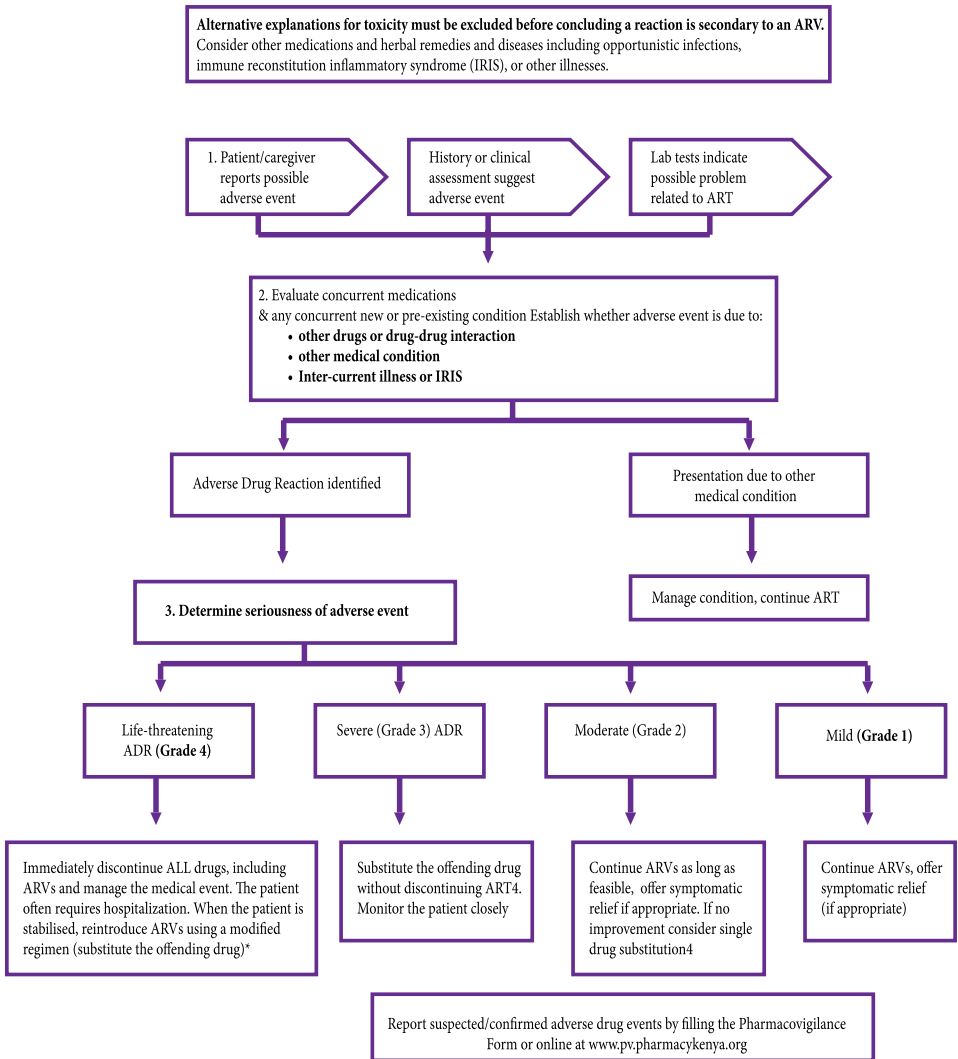 Alternative explanations for toxicity must be excluded before concluding a reaction is secondary to an ARV.
Consider other medications and herbal remedies and diseases including opportunistic infections,
immune reconstitution inflammatory syndrome (IRIS), or other illnesses.
1. Patient/caregiver
reports possible
adverse event
History or clinical
assessment suggest
adverse event
Lab tests indicate
possible problem
related to ART
2. Evaluate concurrent medications
& any concurrent new or pre-existing condition Establish whether adverse event is due to:
• other drugs or drug-drug interaction
• other medical condition
• Inter-current illness or IRIS
Adverse Drug Reaction identified
Presentation due to other
medical condition
Manage condition, continue ART
3. Determine seriousness of adverse event
Life-threatening
ADR (Grade 4)
Severe (Grade 3) ADR
Moderate (Grade 2)
Mild (Grade 1)
Immediately discontinue ALL drugs, including
ARVs and manage the medical event. The patient
often requires hospitalization. When the patient is
stabilised, reintroduce ARVs using a modified
regimen (substitute the offending drug)*
Substitute the offending drug
without discontinuing ART4.
Monitor the patient closely
Continue ARVs as long as
feasible, offer symptomatic
relief if appropriate. If no
improvement consider single
drug substitution4
Continue ARVs, offer
symptomatic relief
(if appropriate)
Report suspected/confirmed adverse drug events by filling the Pharmacovigilance
Form or online at www.pv.pharmacykenya.org